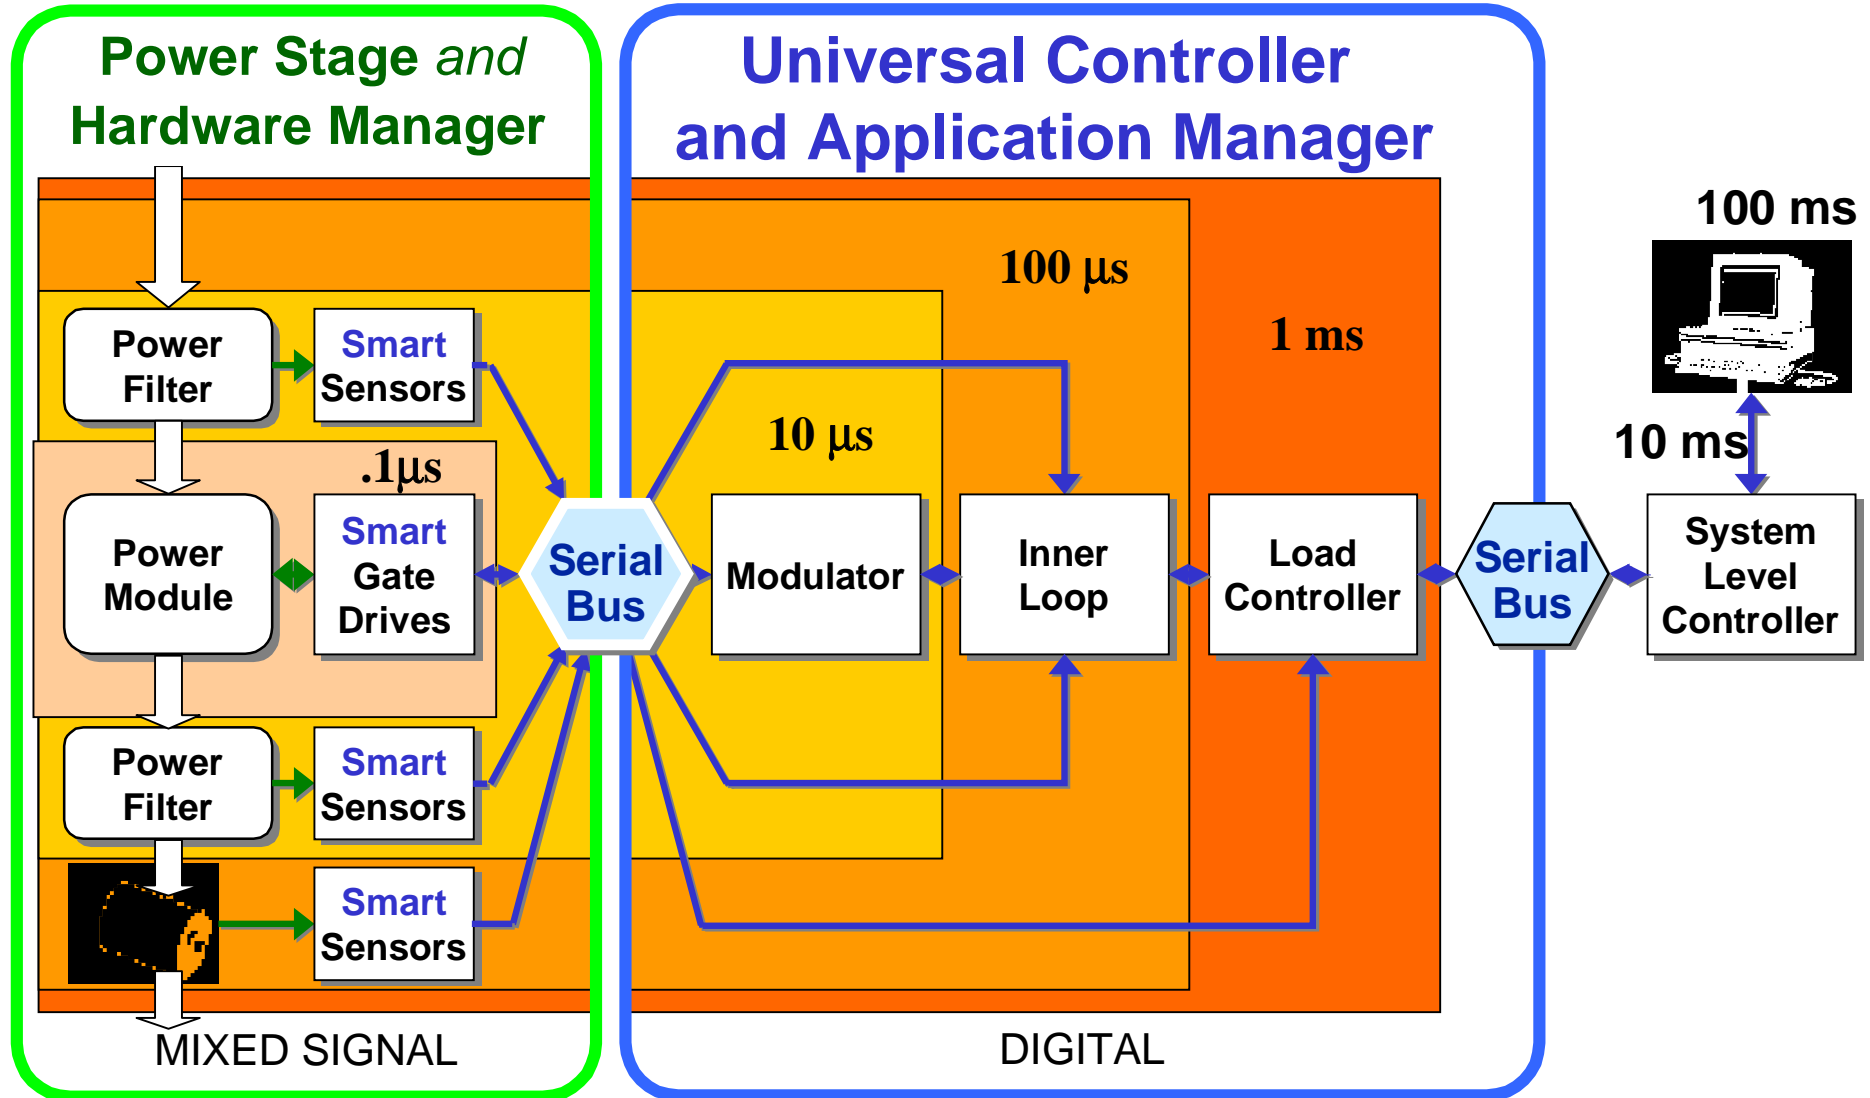 Power Stage and
Hardware Manager
Universal Controller
and Application Manager
100 ms
100 μs
1 ms
Power
Filter
Smart
Sensors
10 μs
10 ms
.1μs
Power
Module
Smart
Gate
Drives
Serial
Bus
Modulator
Inner
Loop
Load
Controller
Serial
Bus
System
Level
Controller
Power
Filter
Smart
Sensors
Smart
Sensors
MIXED SIGNAL
DIGITAL